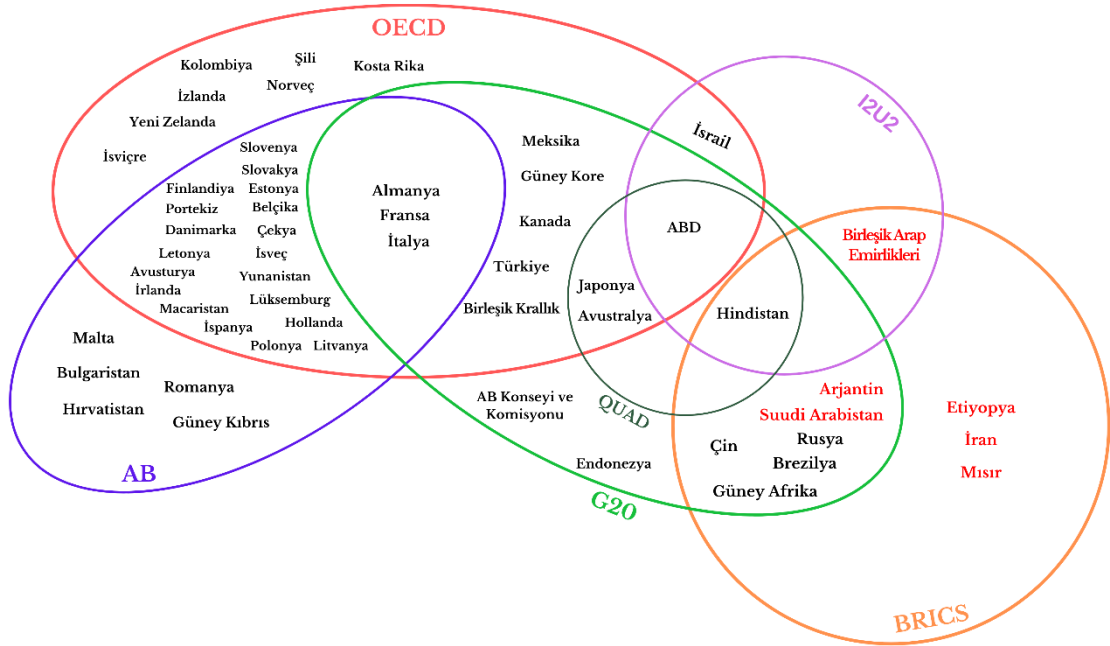 OECD
Kolombiya
Şili
Kosta Rika
Norveç
İzlanda
Yeni Zelanda
İsviçre
Slovenya
Slovakya
Finlandiya
Estonya
Portekiz
Belçika
Danimarka
Çekya
Letonya
İsveç
Avusturya
Yunanistan
İrlanda
Macaristan
Lüksemburg
İspanya
Hollanda
Polonya
Litvanya
Almanya
Fransa
İtalya
Malta
Bulgaristan
Romanya
Hırvatistan
Güney Kıbrıs
AB
Meksika
Güney Kore
Kanada
Türkiye
Birleşik Krallık
AB Konseyi ve
Komisyonu
Endonezya
G20
İsrail
I2U2
ABD
Japonya
Avustralya
Hindistan
QUAD
Birleşik Arap
Emirlikleri
Arjantin
Suudi Arabistan
Çin
Rusya
Brezilya
Güney Afrika
Etiyopya
İran
Mısır
BRICS